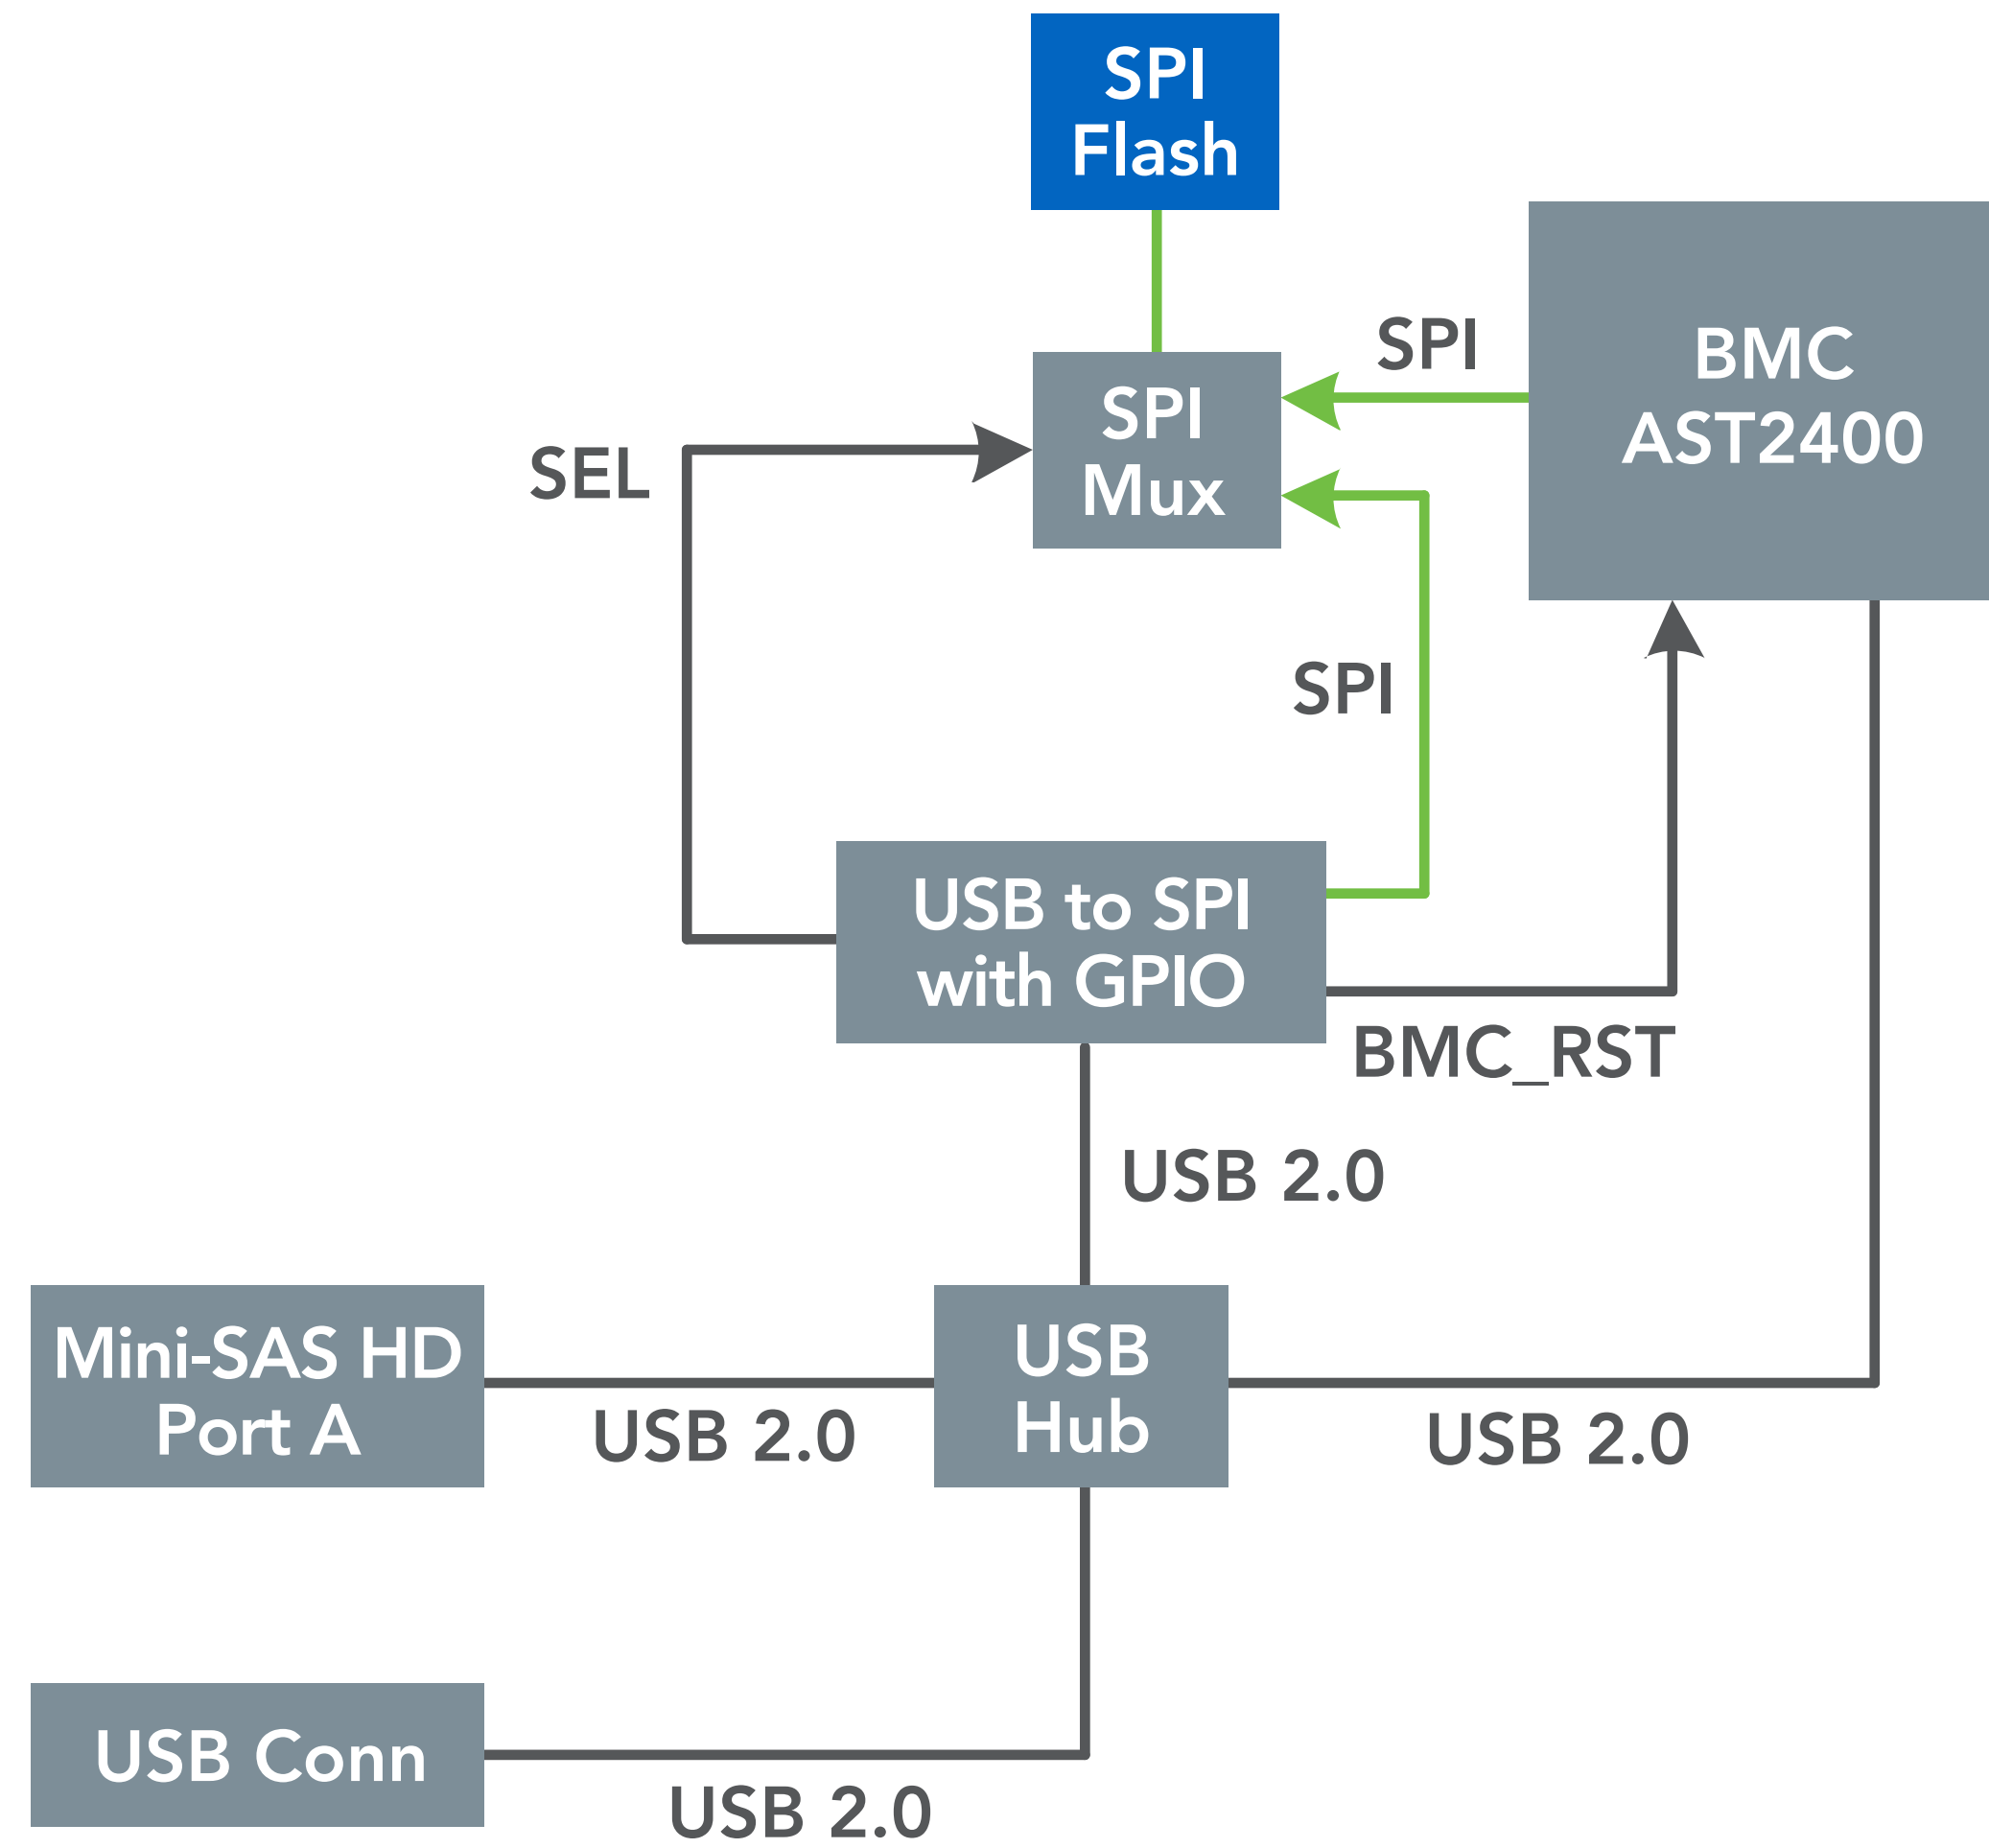 SPI
Flash
SPI
BMC
AST2400
SPI
Mux
SEL
SPI
USB to SPI
with GPIO
BMC_RST
USB 2.0
Mini-SAS HD
Port A
USB
Hub
USB 2.0
USB 2.0
USB Conn
USB 2.0